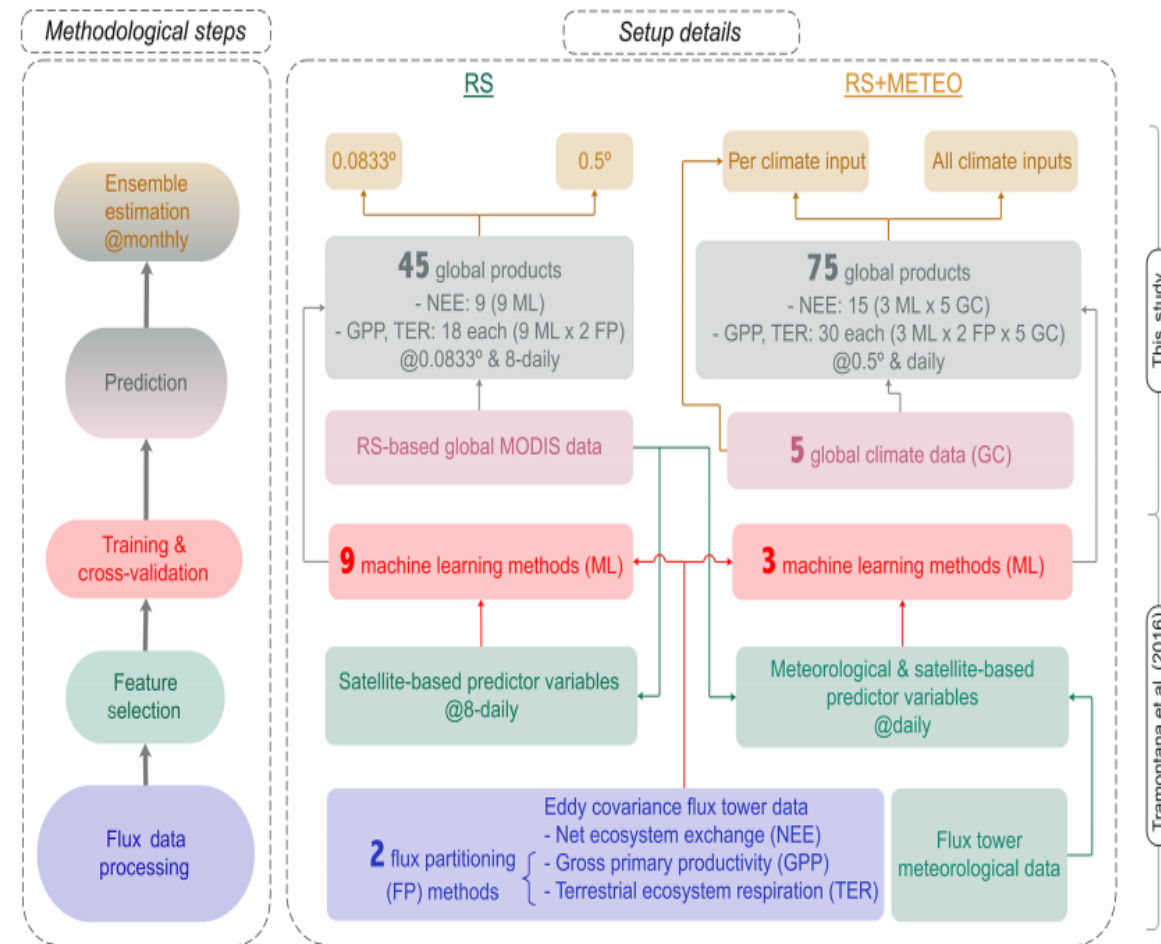 Methodological steps
Setup details
Ensemble
estimation
@monthly
Prediction
Training &
cross-validation
Feature
selection
Flux data
processing
RS
0.0833º
0.5º
45 global products
- NEE: 9 (9 ML)
- GPP, TER: 18 each (9 ML x 2 FP)
@0.0833º & 8-daily
RS-based global MODIS data
9 machine learning methods (ML)
Satellite-based predictor variables
@8-daily
RS+METEO
Per climate input
All climate inputs
75 global products
- NEE: 15 (3 ML x 5 GC)
- GPP, TER: 30 each (3 ML x 2 FP x 5 GC)
@0.5º & daily
5 global climate data (GC)
3 machine learning methods (ML)
Meteorological & satellite-based
predictor variables
@daily
Eddy covariance flux tower data
- Net ecosystem exchange (NEE)
2 flux partitioning
(FP) methods
- Gross primary productivity (GPP)
- Terrestrial ecosystem respiration (TER)
Flux tower
meteorological data
This study
Tramontana et al. (2016)